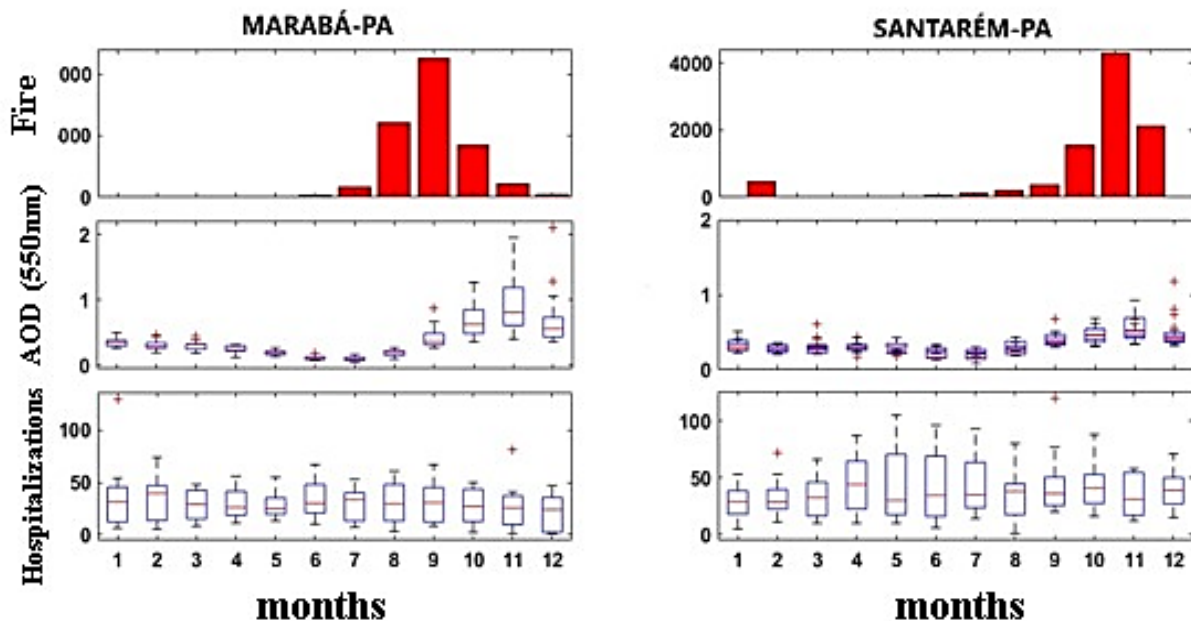 MARABÁ-PA
SANTARÉM-PA
Fire
000
000
0
4000
2000
0
AOD (550nm)
2
1
0
2
1
0
Hospitalizations
100
50
0
100
50
0
1 2 3 4 5 6 7 8 9 10 11 12
1 2 3 4 5 6 7 8 9 10 11 12
months
months